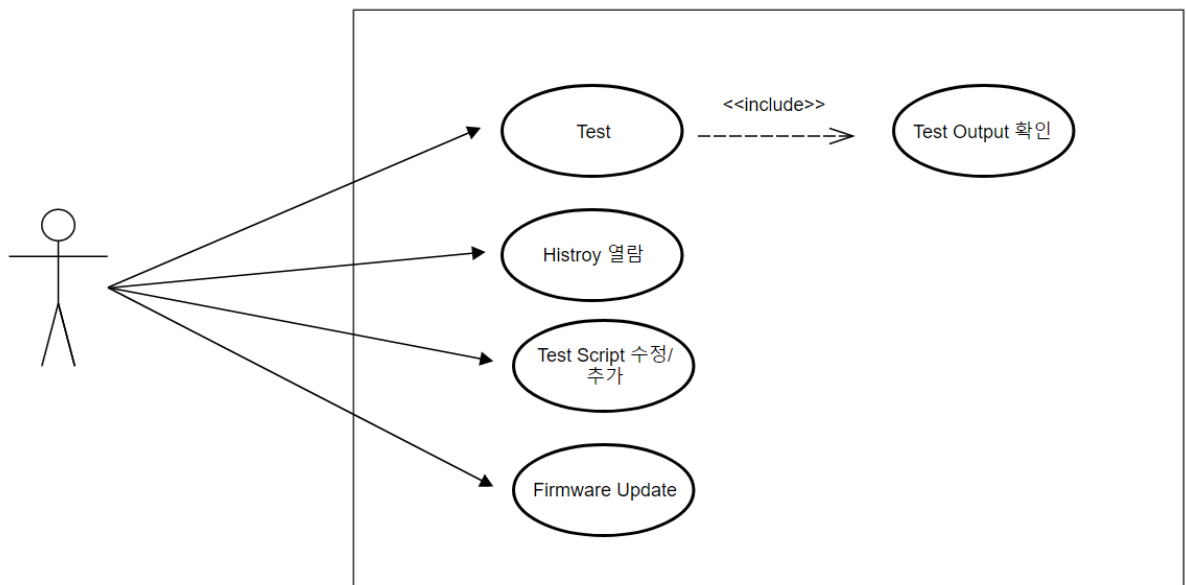 <<include>>
Test
Test Output 확인
Histroy 열람
Test Script 수정/
추가
Firmware Update